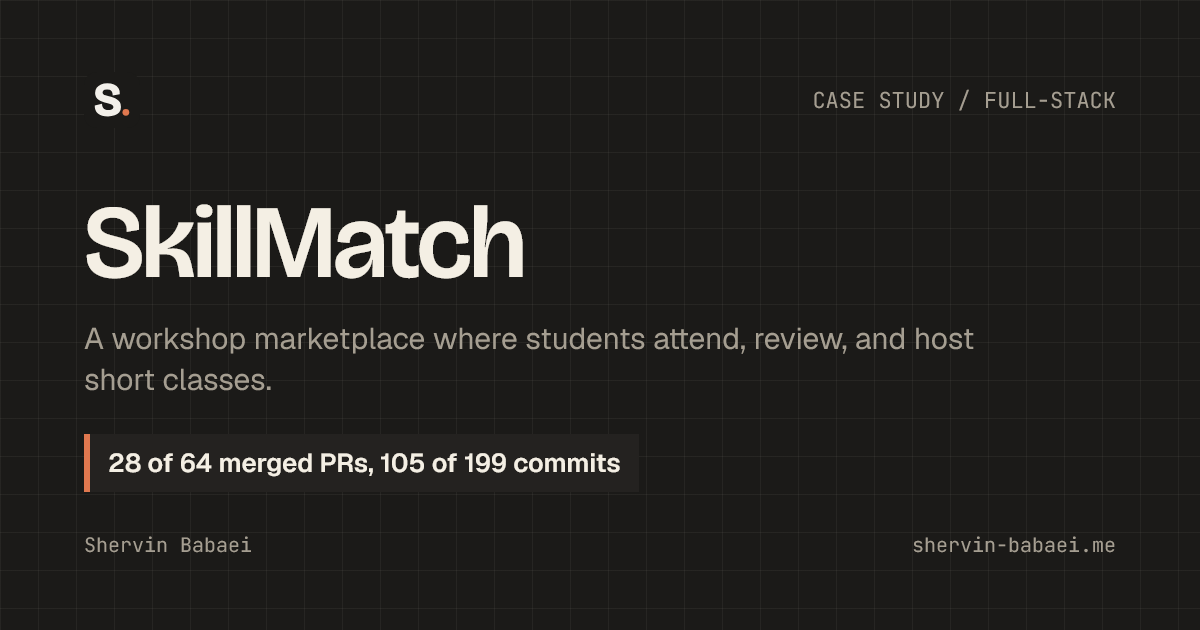 S.
CASE STUDY / FULL-STACK
SkillMatch
A workshop marketplace where students attend, review, and host
short classes.
28 of 64 merged PRs, 105 of 199 commits
Shervin Babaei
shervin-babaei.me